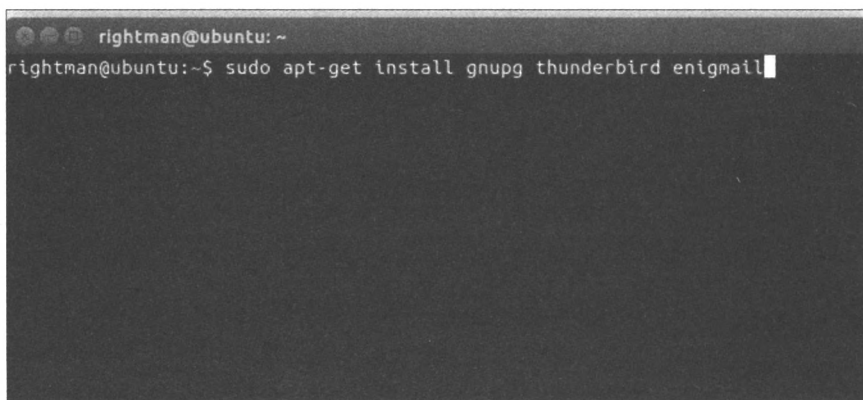 rightman@ubuntu: ~
rightman@ubuntu:~$ sudo apt-get install gnupg thunderbird enigmail